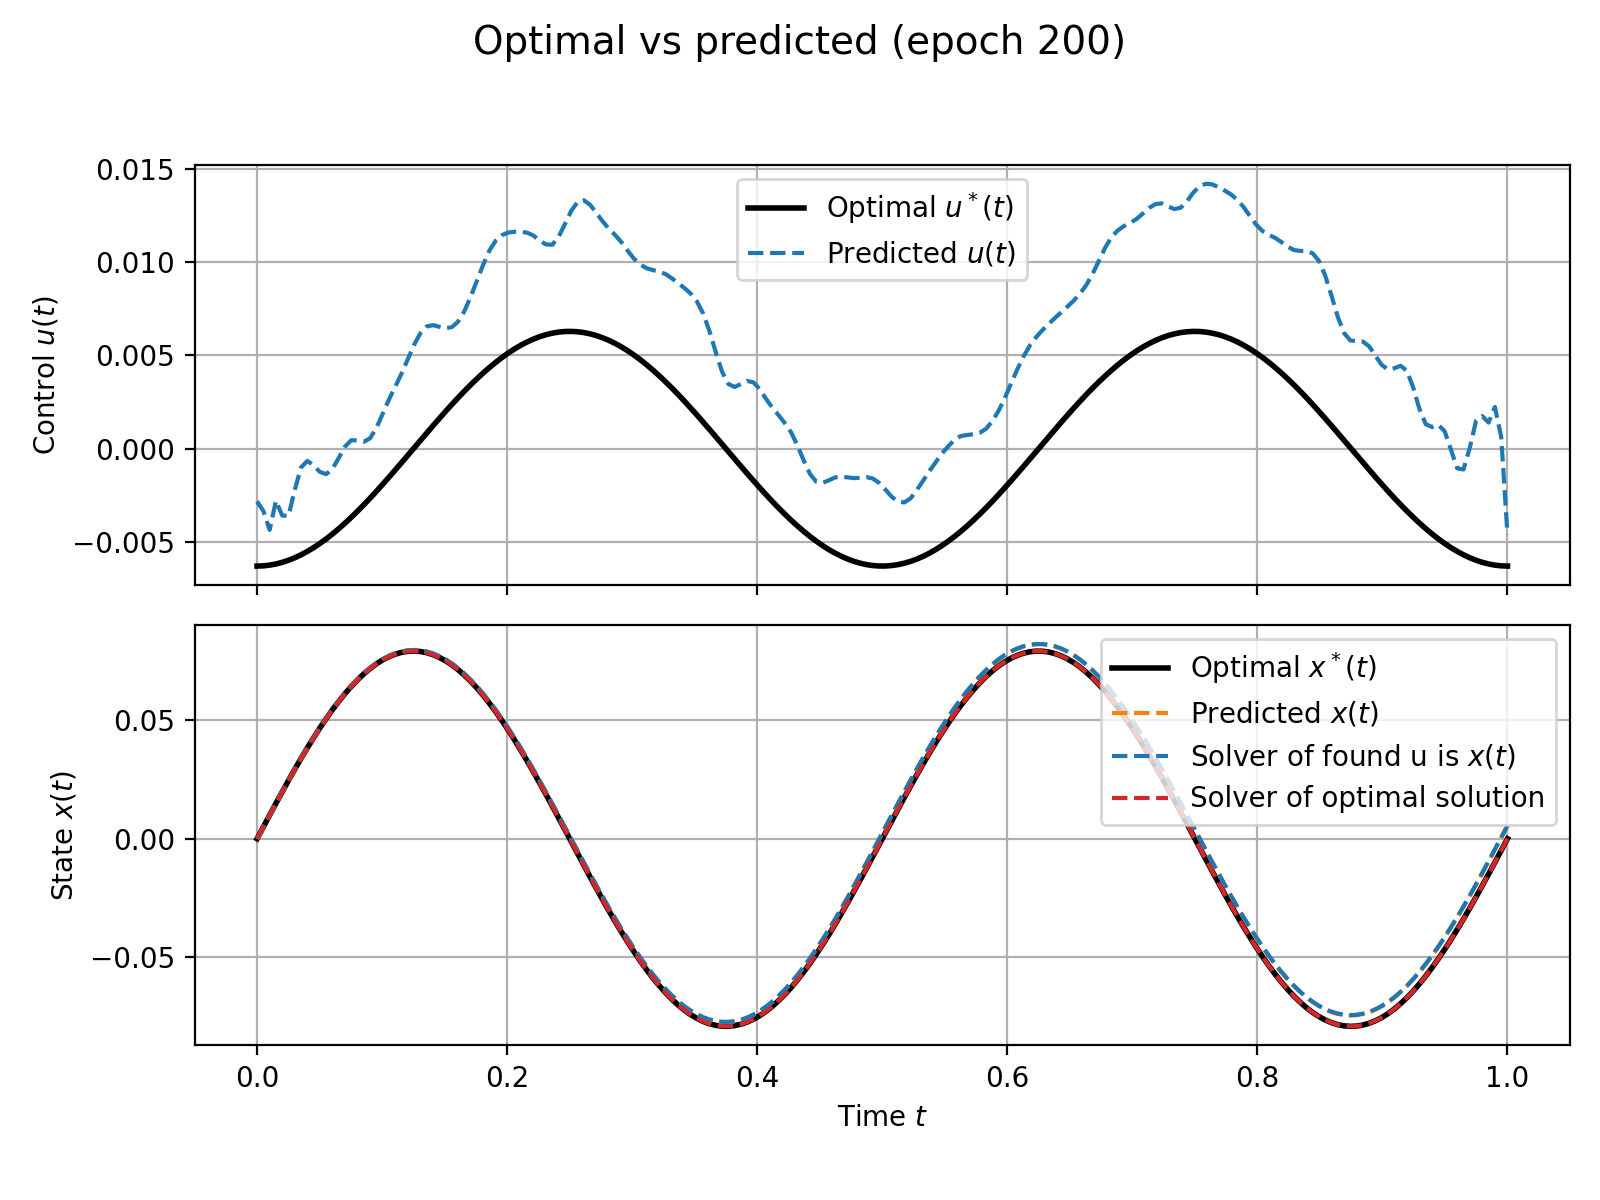 Optimal vs predicted (epoch 200)
0.015
0.010
0.005
0.000
−0.005
Control u(t)
Optimal u*(t)
Predicted u(t)
0.05
0.00
−0.05
State x(t)
Optimal x*(t)
Predicted x(t)
Solver of found u is x(t)
Solver of optimal solution
0.0 0.2 0.4 0.6 0.8 1.0
Time t